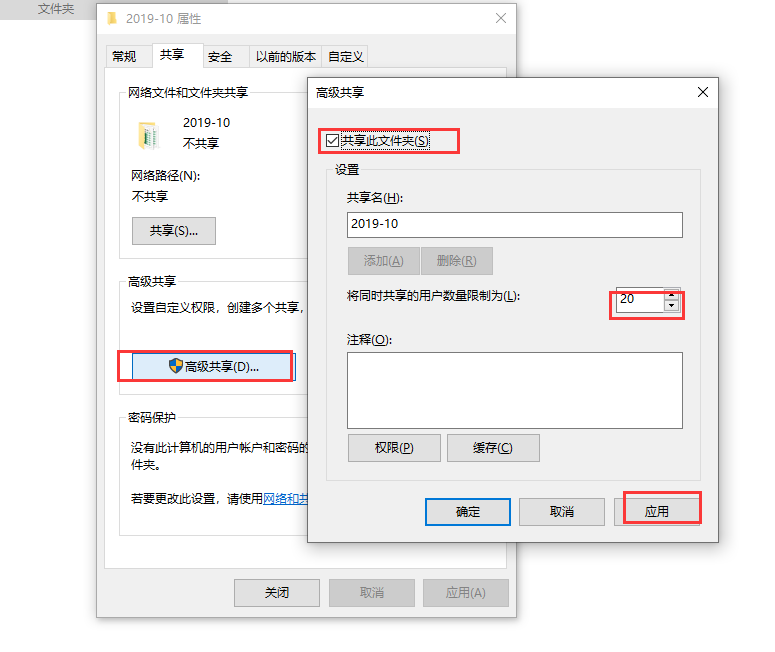 文件夹
2019-10 属性
常规 共享 安全 以前的版本 自定义
网络文件和文件夹共享
2019-10
不共享
网络路径(N):
不共享
共享(S)...
高级共享
设置自定义权限，创建多个共享，
高级共享(D)...
密码保护
没有此计算机的用户帐户和密码的
件夹。
若要更改此设置，请使用网络和共
关闭 取消 应用(A)
高级共享
共享此文件夹(S)
设置
共享名(H):
2019-10
添加(A) 删除(R)
将同时共享的用户数量限制为(L):
20
注释(O):
权限(P) 缓存(C)
确定 取消 应用